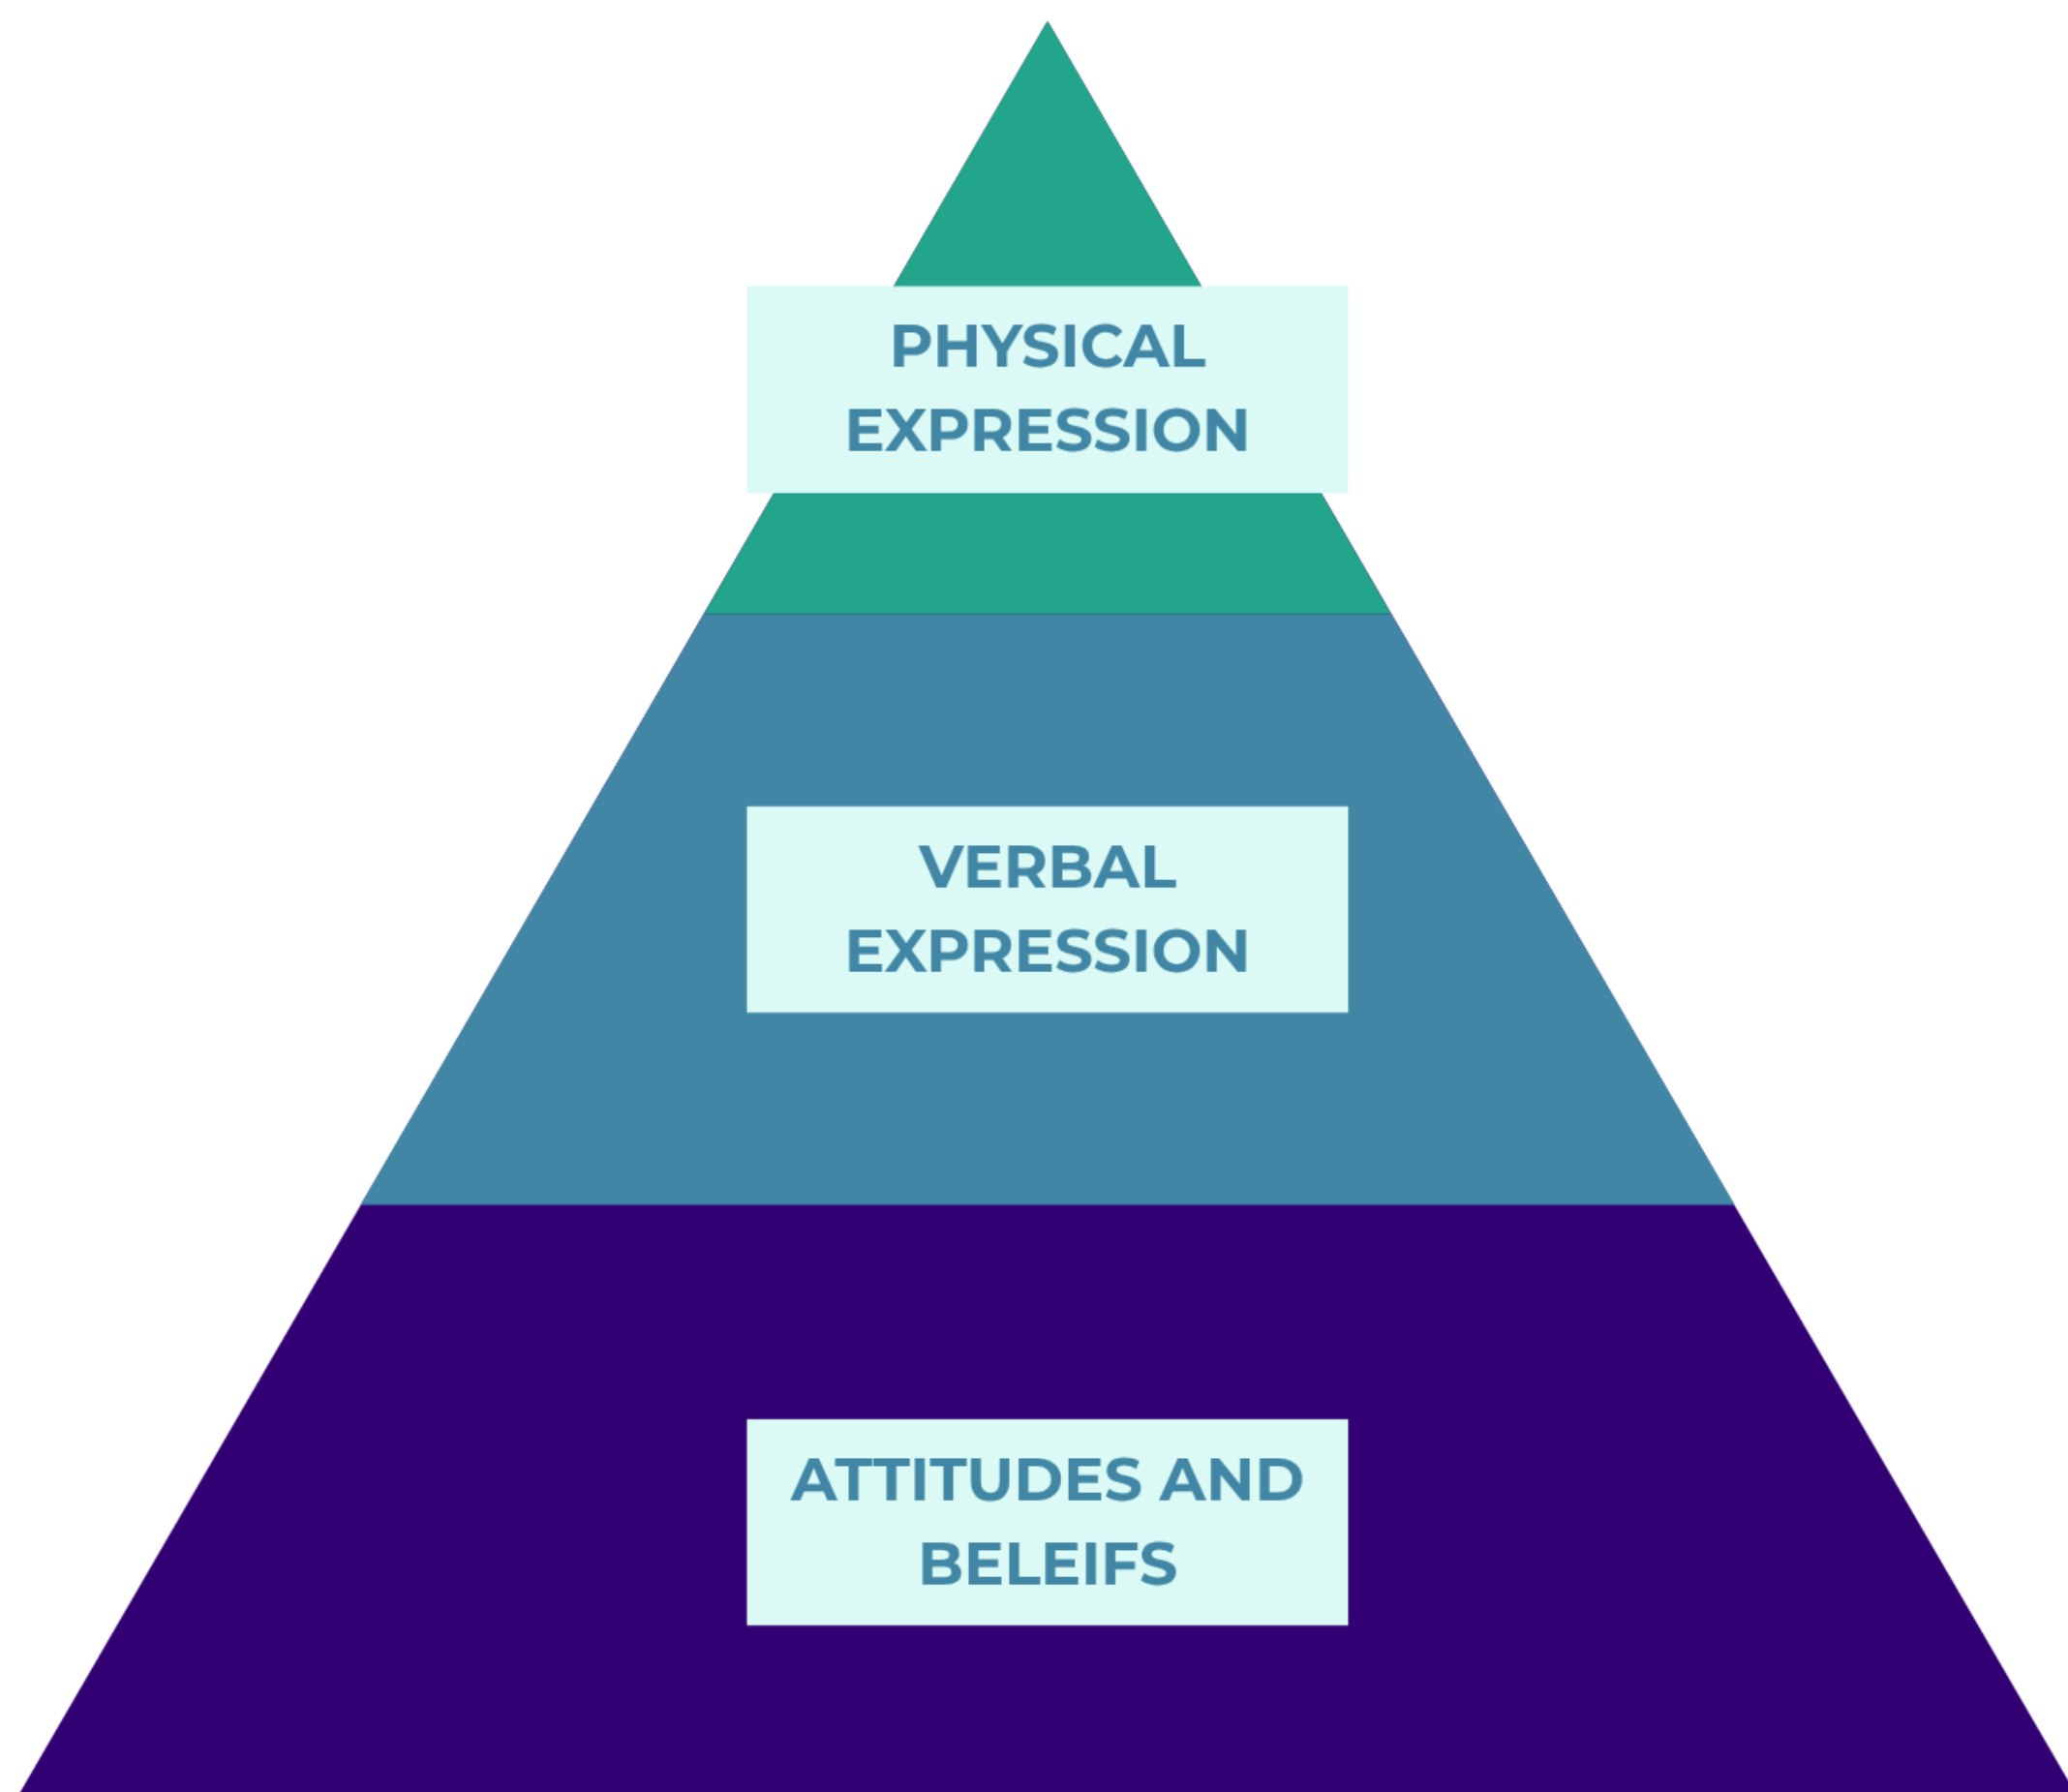 PHYSICAL
EXPRESSION
VERBAL
EXPRESSION
ATTITUDES AND
BELEIFS